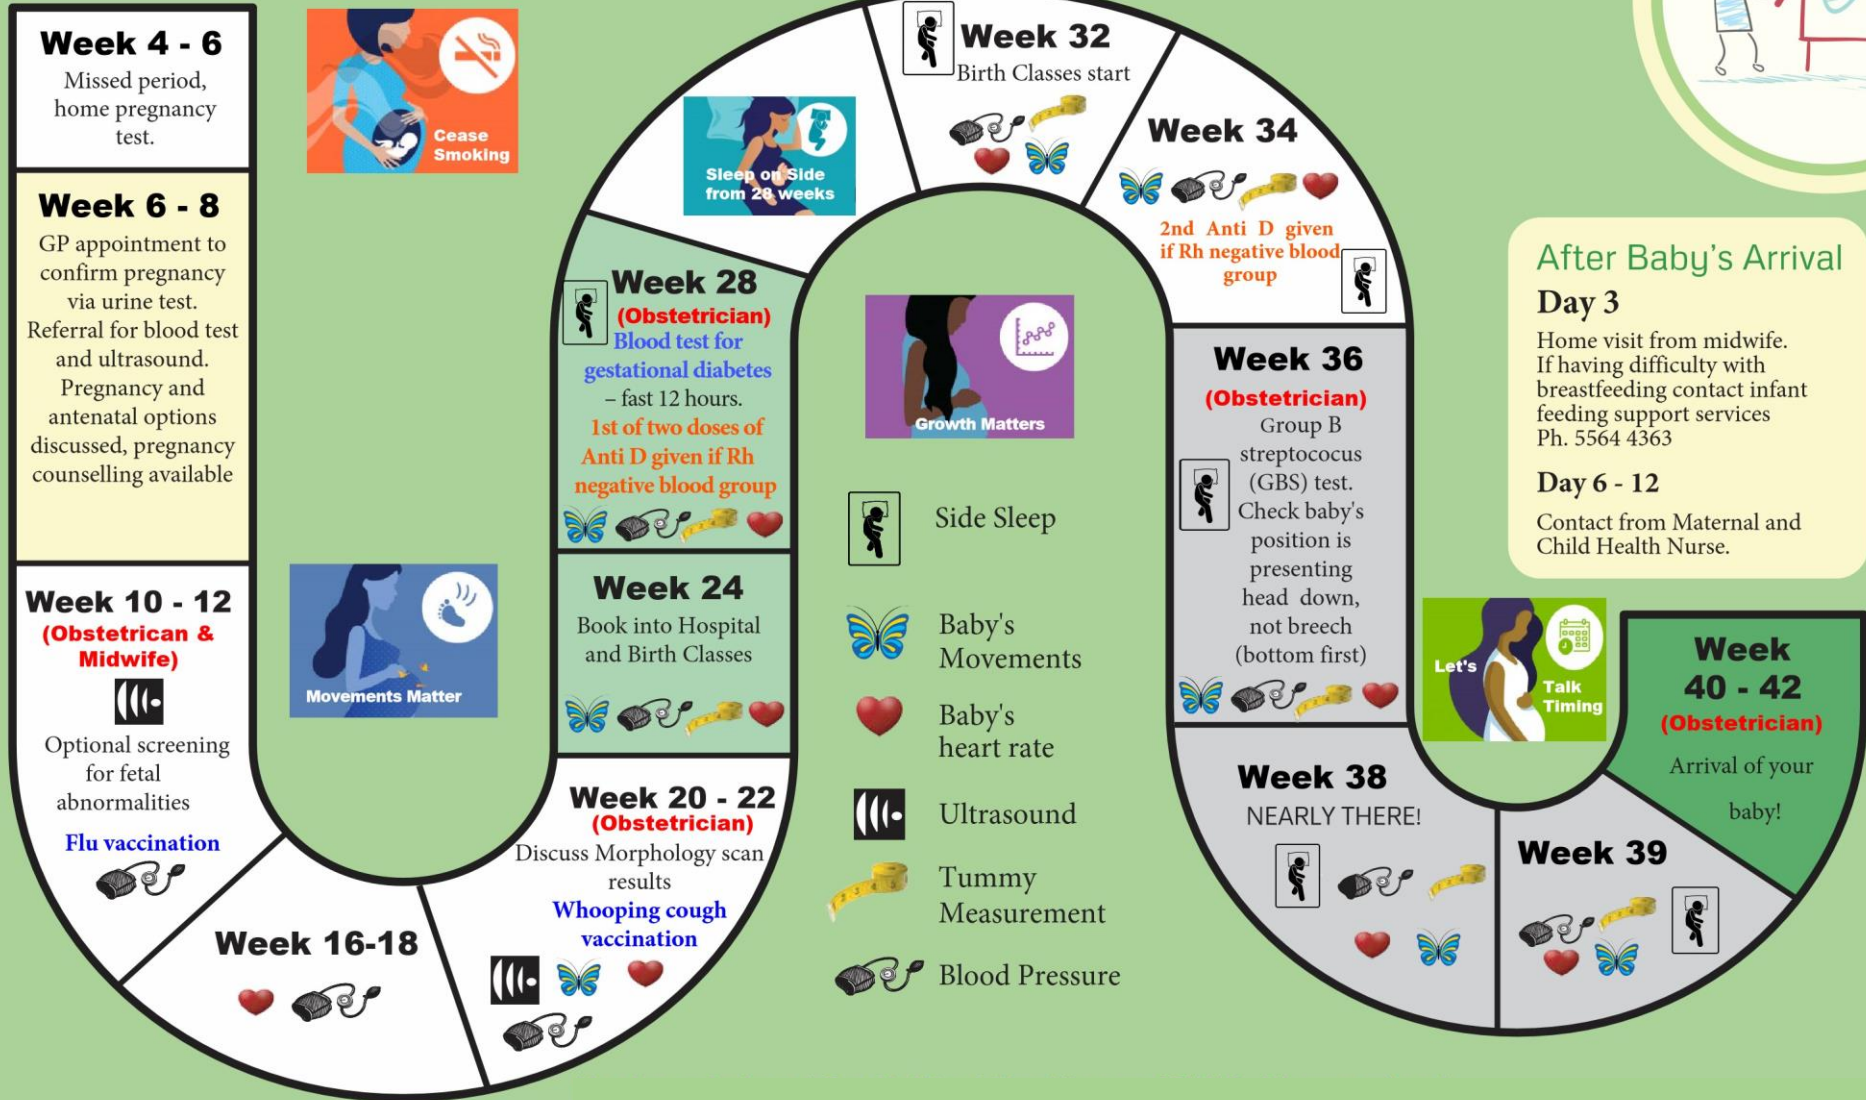 Week 4 - 6
Missed period,
home pregnancy
test.
Week 6 - 8
GP appointment to
confirm pregnancy
via urine test.
Referral for blood test
and ultrasound.
Pregnancy and
antenatal options
discussed, pregnancy
counselling available
Week 10 - 12
(Obstetrican &
Midwife)
Optional screening
for fetal
abnormalities
Flu vaccination
Week 16-18
Week 20 - 22
(Obstetrician)
Discuss Morphology scan
results
Whooping cough
vaccination
Week 24
Book into Hospital
and Birth Classes
Week 28
(Obstetrician)
Blood test for
gestational diabetes
– fast 12 hours.
1st of two doses of
Anti D given if Rh
negative blood group
Cease
Smoking
Movements Matter
Sleep on Side
from 28 weeks
Growth Matters
Side Sleep
Baby's
Movements
Baby's
heart rate
Ultrasound
Tummy
Measurement
Blood Pressure
Week 32
Birth Classes start
Week 34
2nd Anti D given
if Rh negative blood
group
Week 36
(Obstetrician)
Group B
streptococus
(GBS) test.
Check baby's
position is
presenting
head down,
not breech
(bottom first)
Week 38
NEARLY THERE!
Week 39
Let's
Talk
Timing
Week
40 - 42
(Obstetrician)
Arrival of your
baby!
After Baby's Arrival
Day 3
Home visit from midwife.
If having difficulty with
breastfeeding contact infant
feeding support services
Ph. 5564 4363
Day 6 - 12
Contact from Maternal and
Child Health Nurse.